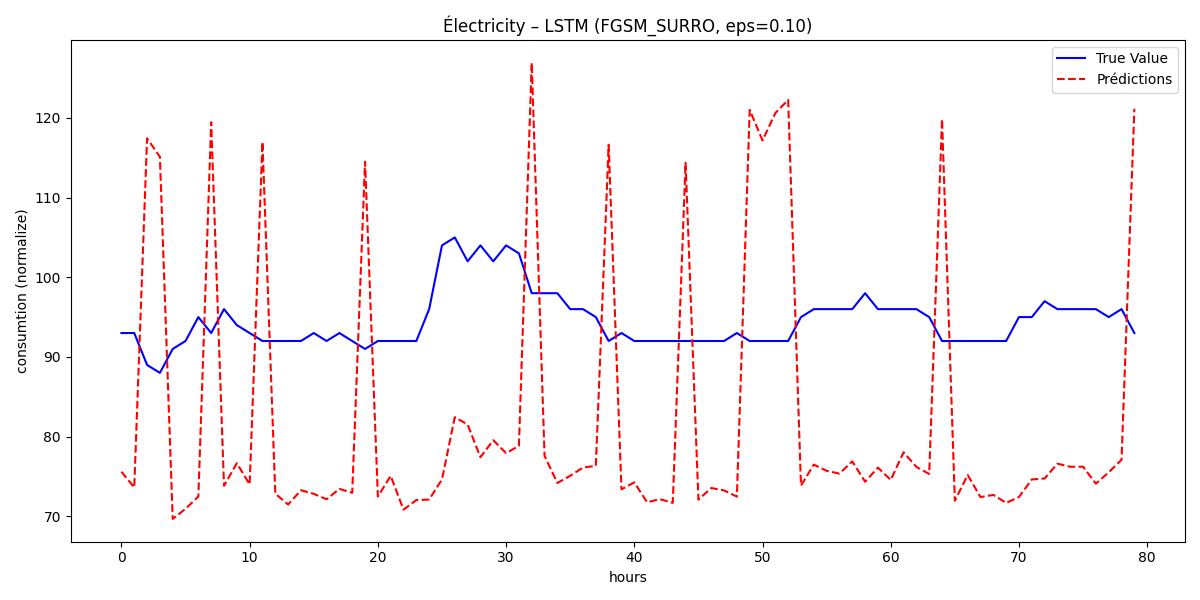 Électricity – LSTM (FGSM_SURRO, eps=0.10)
True Value
Prédictions
consumtion (normalize)
120
110
100
90
80
70
0 10 20 30 40 50 60 70 80
hours